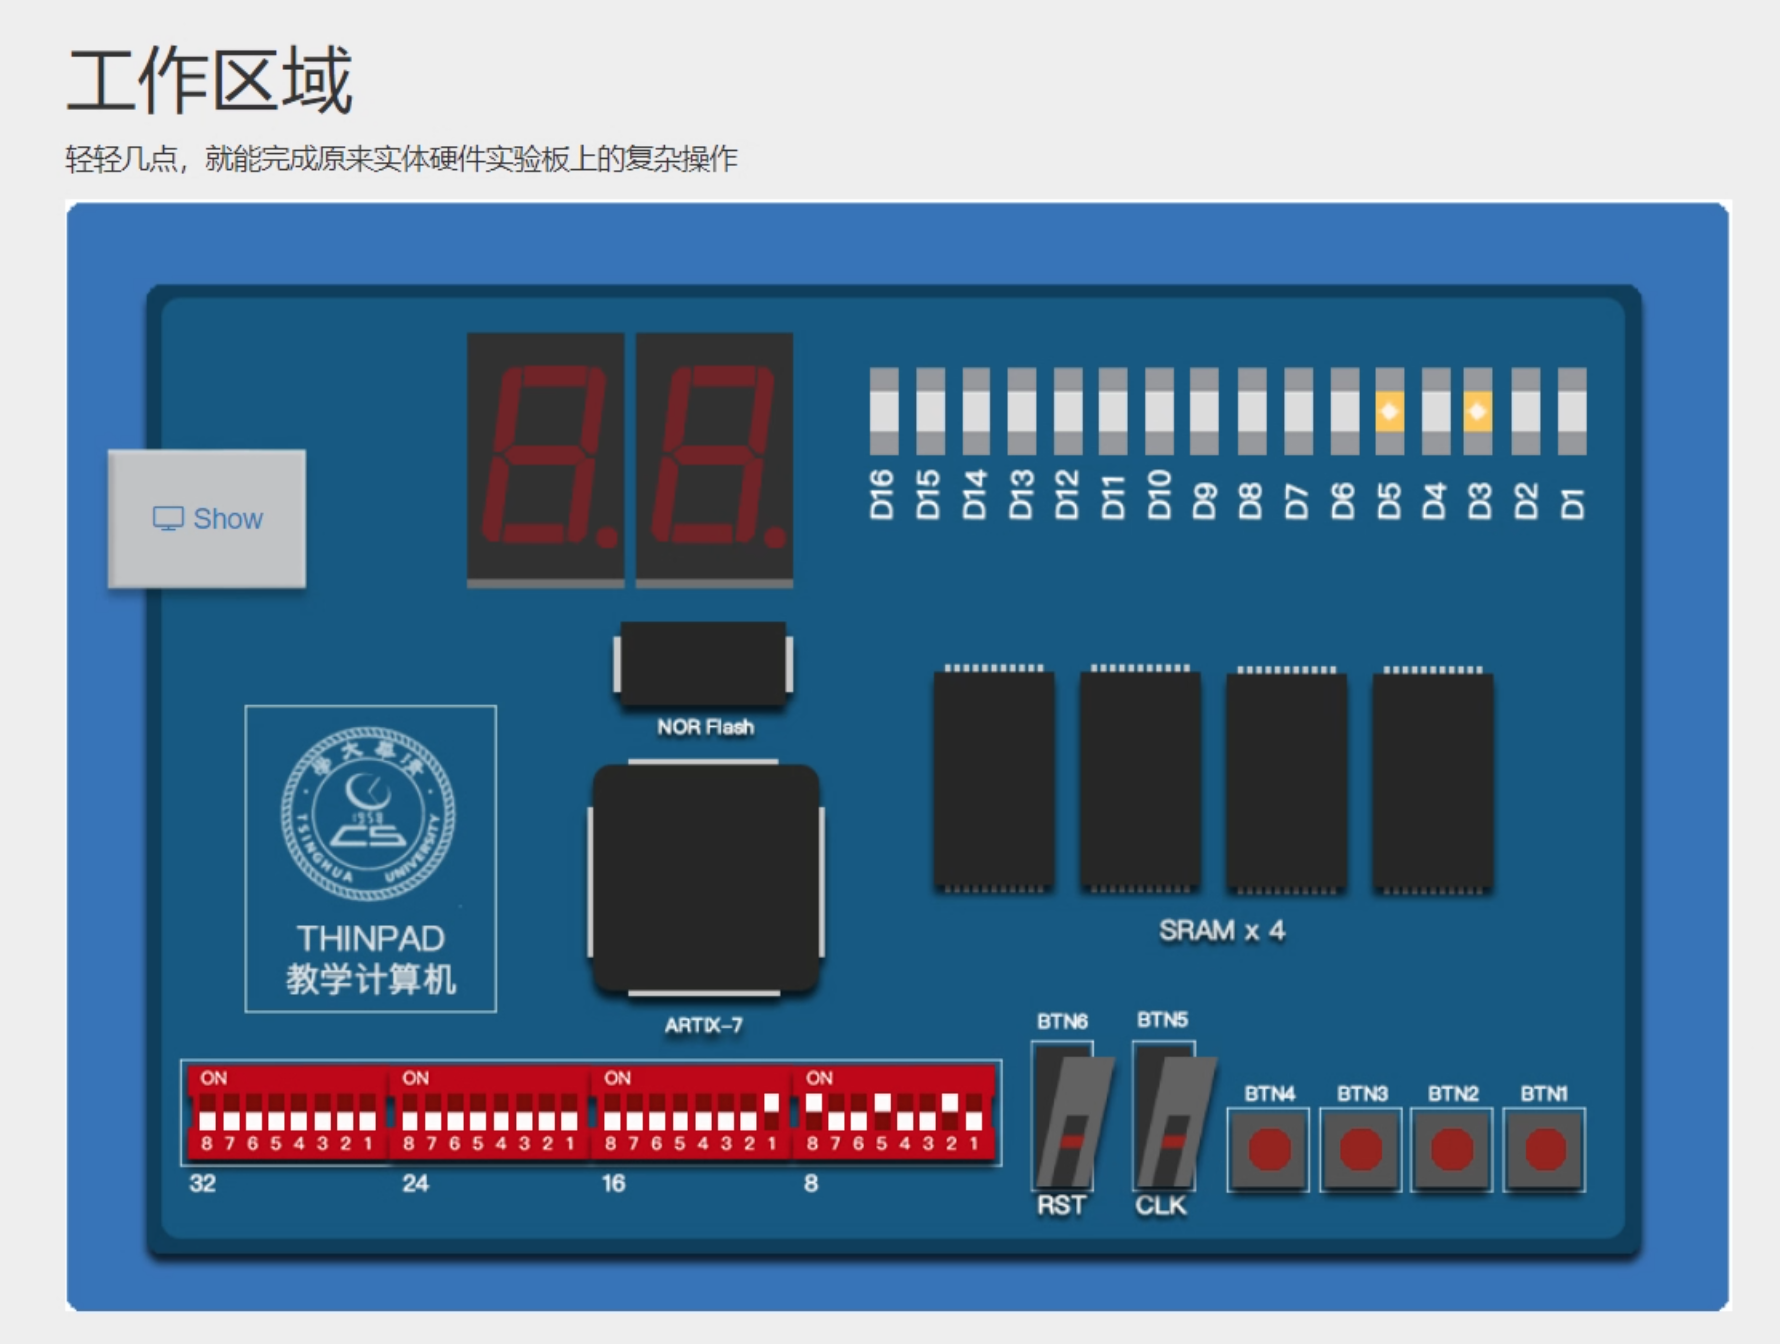 工作区域
轻轻几点，就能完成原来实体硬件实验板上的复杂操作
D16 D15 D14 D13 D12 D11 D10 D9 D8 D7 D6 D5 D4 D3 D2 D1
Show
NOR Flash
大
1958
CS
TSINGHUA UNIVERSITY
THINPAD
教学计算机
SRAM x 4
ARTIX-7
BTN6 BTN5
ON ON ON ON
BTN4 BTN3 BTN2 BTN1
8 7 6 5 4 3 2 1 8 7 6 5 4 3 2 1 8 7 6 5 4 3 2 1 8 7 6 5 4 3 2 1
32 24 16 8
RST CLK